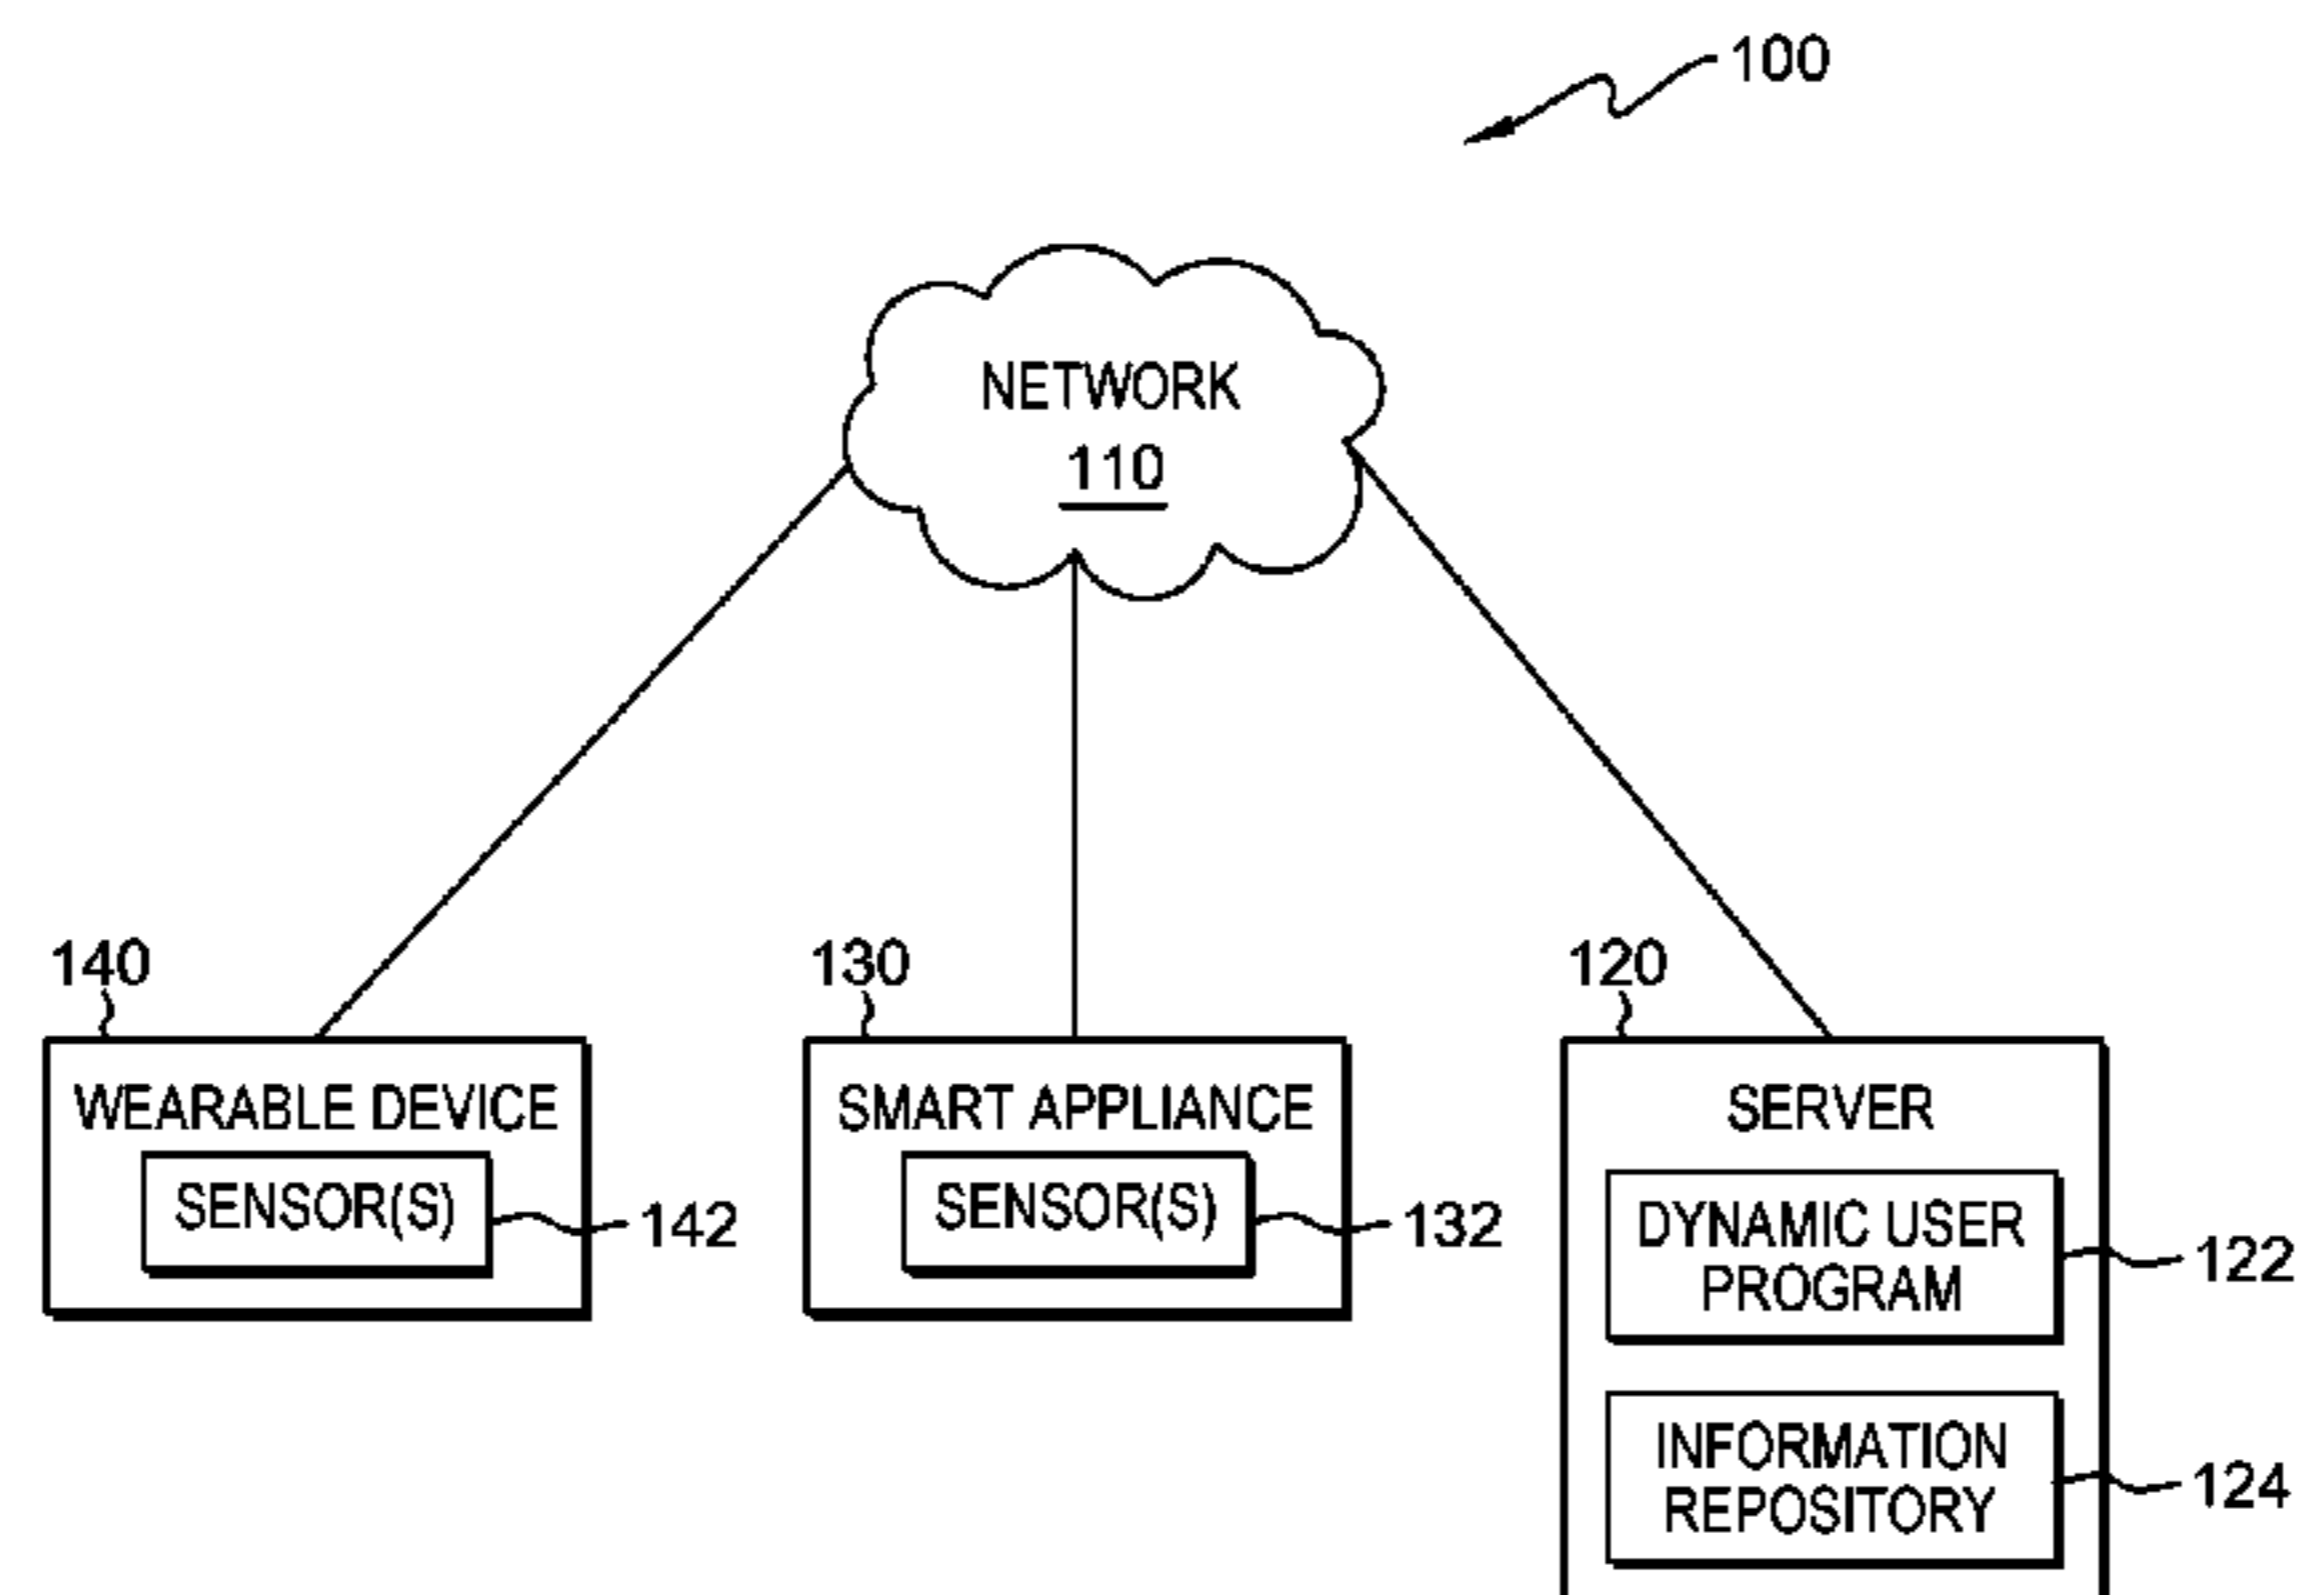 100
NETWORK
110
140
130
120
WEARABLE DEVICE
SENSOR(S)
142
SMART APPLIANCE
SENSOR(S)
132
SERVER
DYNAMIC USER
PROGRAM
122
INFORMATION
REPOSITORY
124